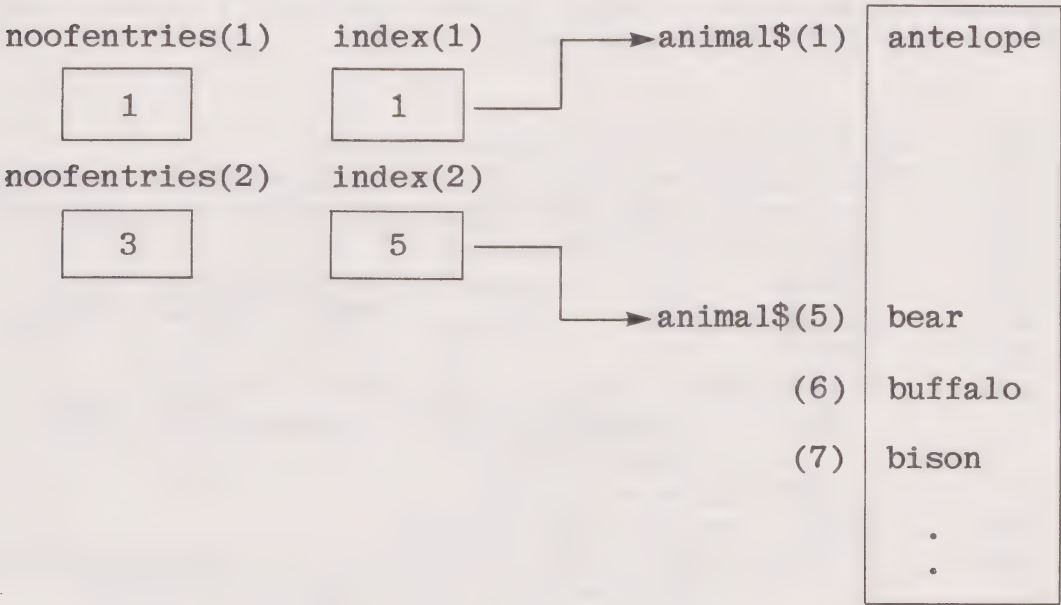 noofentries(1) index(1) animal$(1) antelope
1 1
noofentries(2) index(2)
3 5
animal$(5) bear
(6) buffalo
(7) bison
.
.